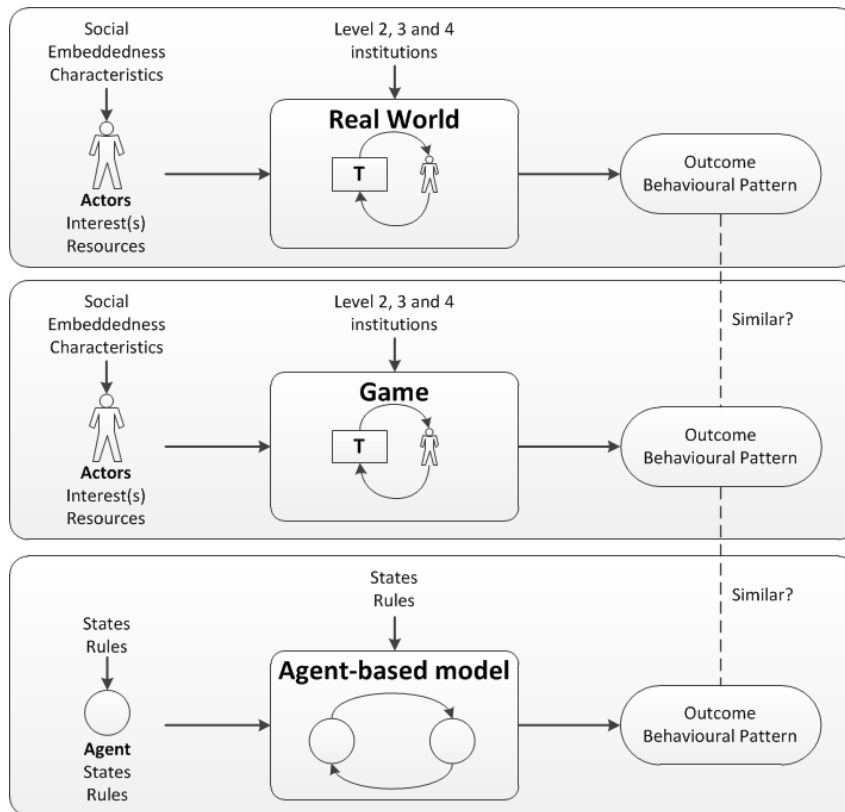 Social
Embeddedness
Characteristics
Level 2, 3 and 4
institutions
Real World
T
Actors
Interest(s)
Resources
Outcome
Behavioural Pattern
Similar?
Social
Embeddedness
Characteristics
Level 2, 3 and 4
institutions
Game
T
Actors
Interest(s)
Resources
Outcome
Behavioural Pattern
Similar?
States
Rules
States
Rules
Agent-based model
Agent
States
Rules
Outcome
Behavioural Pattern